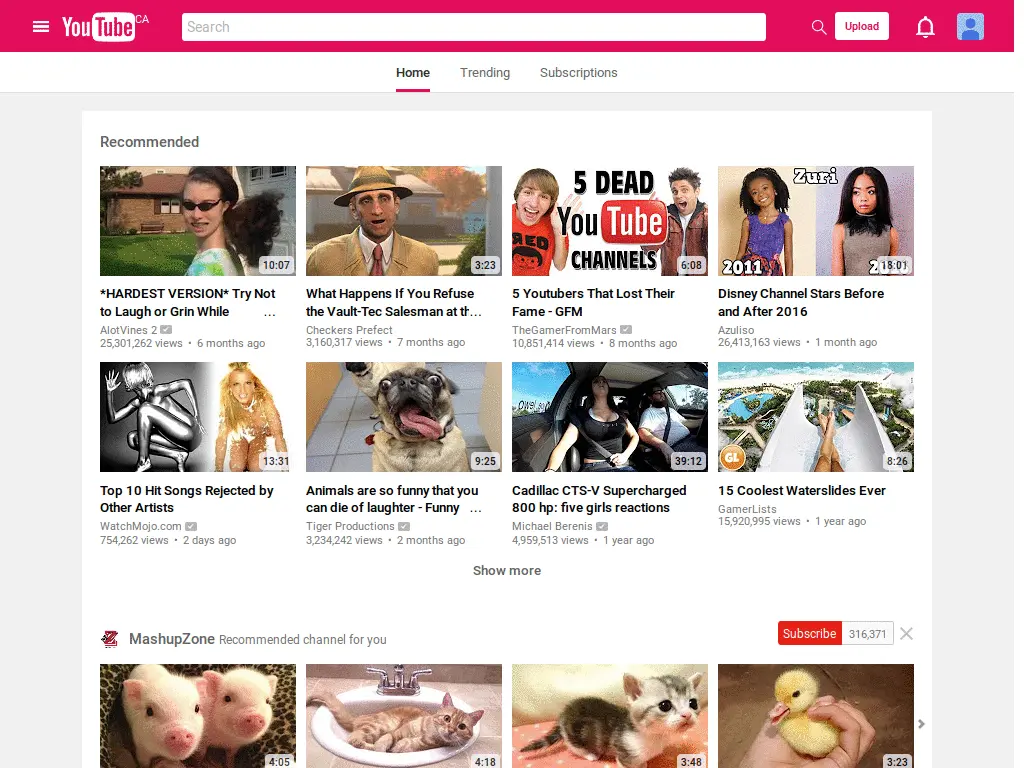 YouTube CA
Search
Upload
Home
Trending
Subscriptions
Recommended
10:07
3:23
5 DEAD
YouTube
CHANNELS
RED
6:08
Zuri
2011
18:01
*HARDEST VERSION* Try Not
to Laugh or Grin While ...
AlotVines 2
25,301,262 views • 6 months ago
What Happens If You Refuse
the Vault-Tec Salesman at th...
Checkers Prefect
3,160,317 views • 7 months ago
5 Youtubers That Lost Their
Fame - GFM
TheGamerFromMars
10,851,414 views • 8 months ago
Disney Channel Stars Before
and After 2016
Azuliso
26,413,163 views • 1 month ago
13:31
9:25
39:12
GL
8:26
Top 10 Hit Songs Rejected by
Other Artists
WatchMojo.com
754,262 views • 2 days ago
Animals are so funny that you
can die of laughter - Funny ...
Tiger Productions
3,234,242 views • 2 months ago
Cadillac CTS-V Supercharged
800 hp: five girls reactions
Michael Berenis
4,959,513 views • 1 year ago
15 Coolest Waterslides Ever
GamerLists
15,920,995 views • 1 year ago
Show more
MashupZone Recommended channel for you
Subscribe 316,371
4:05
4:18
3:48
3:23